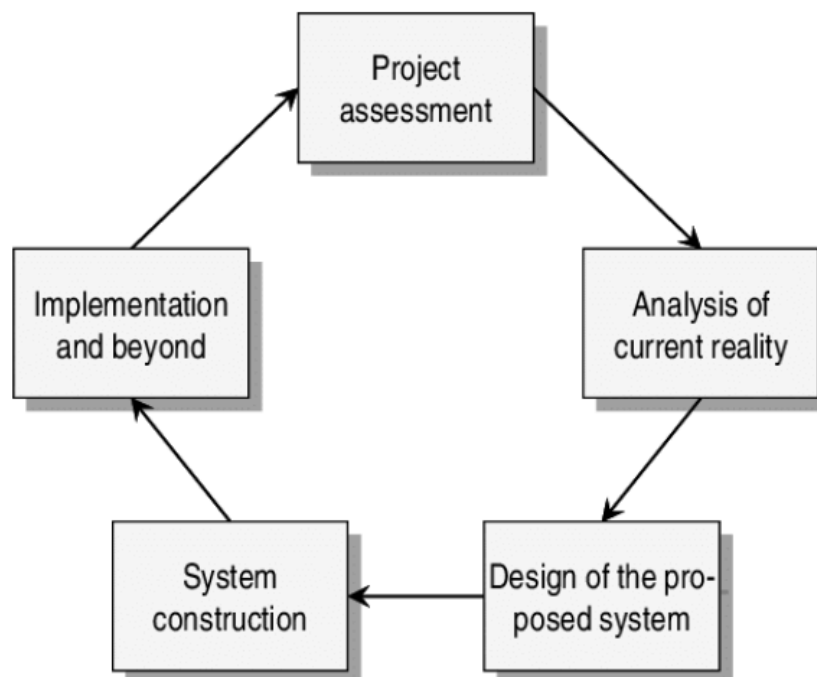 Project
assessment
Analysis of
current reality
Design of the pro-
posed system
System
construction
Implementation
and beyond